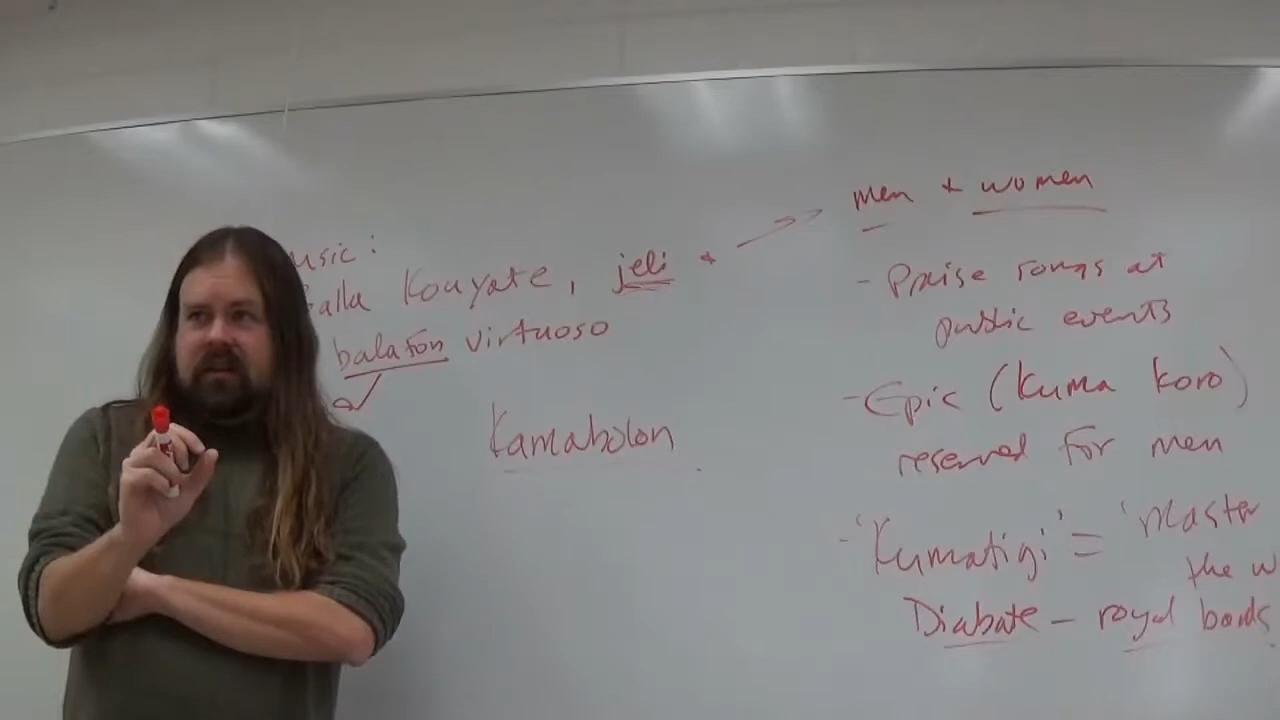 usic:
alla Kouyate, jeli *
balafon virtuoso
Kamabolon
men + women
- Praise songs at
public events
- Epic (Kuma Koro)
reserved for men
- 'Kumatigi' = 'Master
the w
Diabate - royal bards